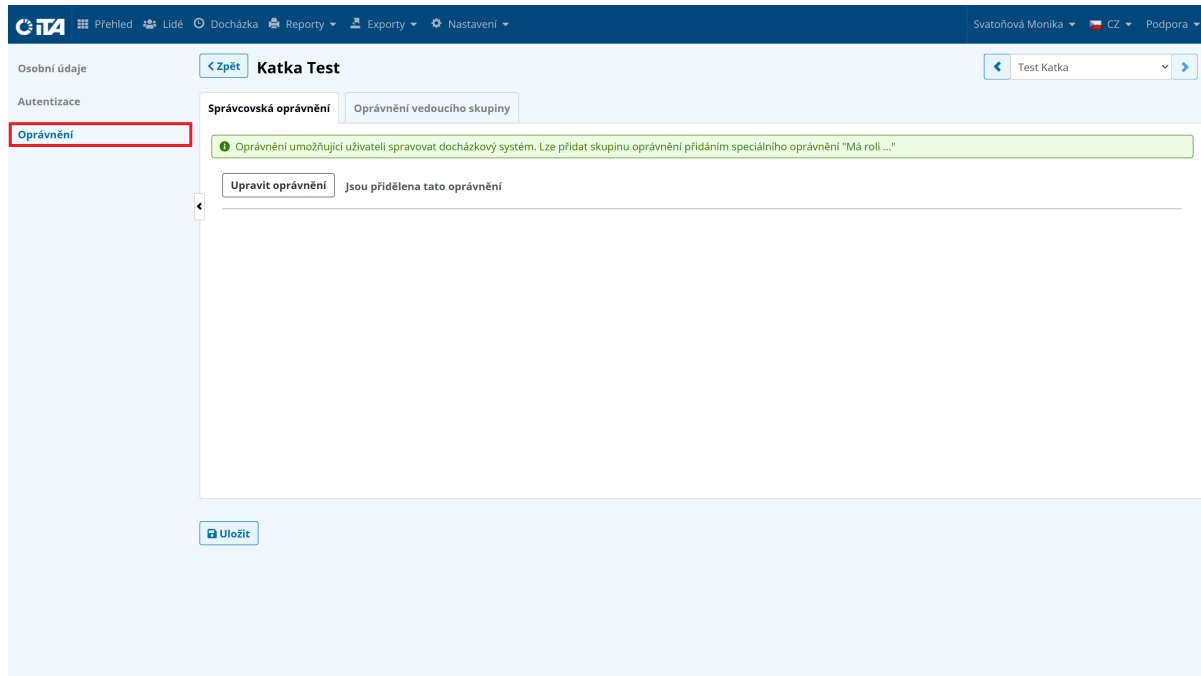 iTA Přehled Lidé Docházka Reporty Exporty Nastavení Svatoňová Monika CZ Podpora
Osobní údaje
Autentizace
Oprávnění
Zpět Katka Test Test Katka
Správcovská oprávnění Oprávnění vedoucího skupiny
Oprávnění umožňující uživateli spravovat docházkový systém. Lze přidat skupinu oprávnění přidáním speciálního oprávnění "Má roli ..."
Upravit oprávnění Jsou přidělena tato oprávnění
Uložit